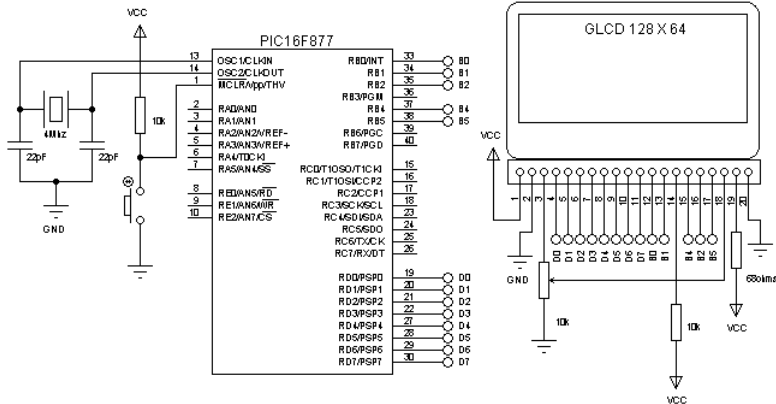 VCC
PIC16F877
GLCD 128 X 64
13 OSC1/CLKIN
14 OSC2/CLKOUT
1 MCLR/Vpp/THV
2 RA0/AN0
3 RA1/AN1
4 RA2/AN2/VREF-
5 RA3/AN3/VREF+
6 RA4/T0CKI
7 RA5/AN4/SS
8 RE0/AN5/RD
9 RE1/AN6/WR
10 RE2/AN7/CS
RB0/INT 33 B0
RB1 34 B1
RB2 35 B2
RB3/PGM 36
RB4 37 B4
RB5 38 B5
RB6/PGC 39
RB7/PGD 40
RC0/T1OSO/T1CKI 15
RC1/T1OSI/CCP2 16
RC2/CCP1 17
RC3/SCK/SCL 18
RC4/SDI/SDA 23
RC5/SDO 24
RC6/TX/CK 25
RC7/RX/DT 26
RD0/PSP0 19 D0
RD1/PSP1 20 D1
RD2/PSP2 21 D2
RD3/PSP3 22 D3
RD4/PSP4 27 D4
RD5/PSP5 28 D5
RD6/PSP6 29 D6
RD7/PSP7 30 D7
4Mhz
22pF
22pF
10k
GND
VCC
1 2 3 4 5 6 7 8 9 10 11 12 13 14 15 16 17 18 19 20
D0 D1 D2 D3 D4 D5 D6 D7 B0 B1 B4 B2 B5
GND
68ohms
10k
10k
VCC
VCC